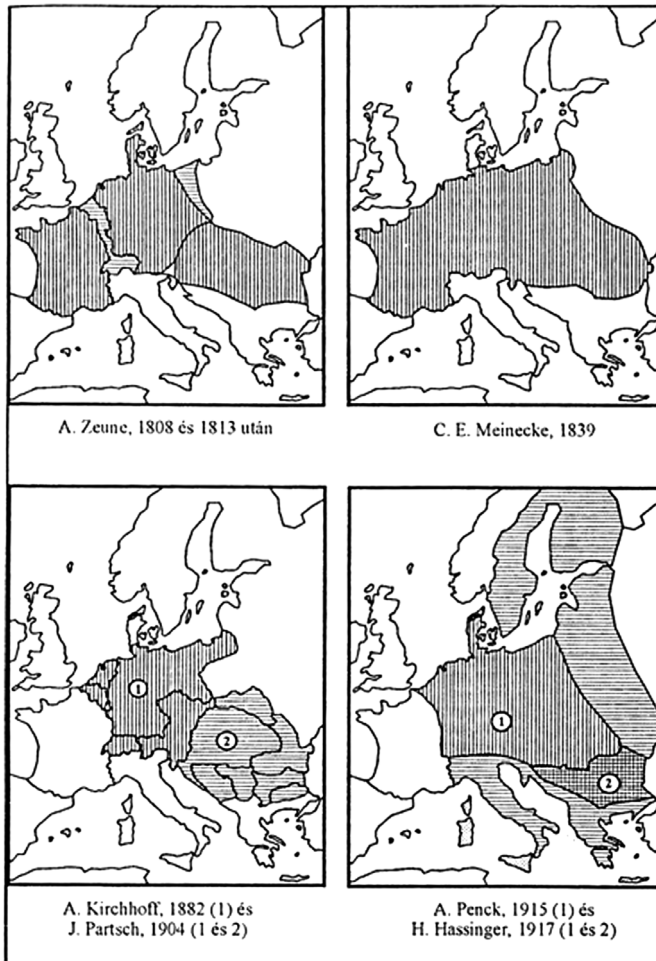 A. Zeune, 1808 és 1813 után
C. E. Meinecke, 1839
1
2
1
2
A. Kirchhoff, 1882 (1) és
J. Partsch, 1904 (1 és 2)
A. Penck, 1915 (1) és
H. Hassinger, 1917 (1 és 2)